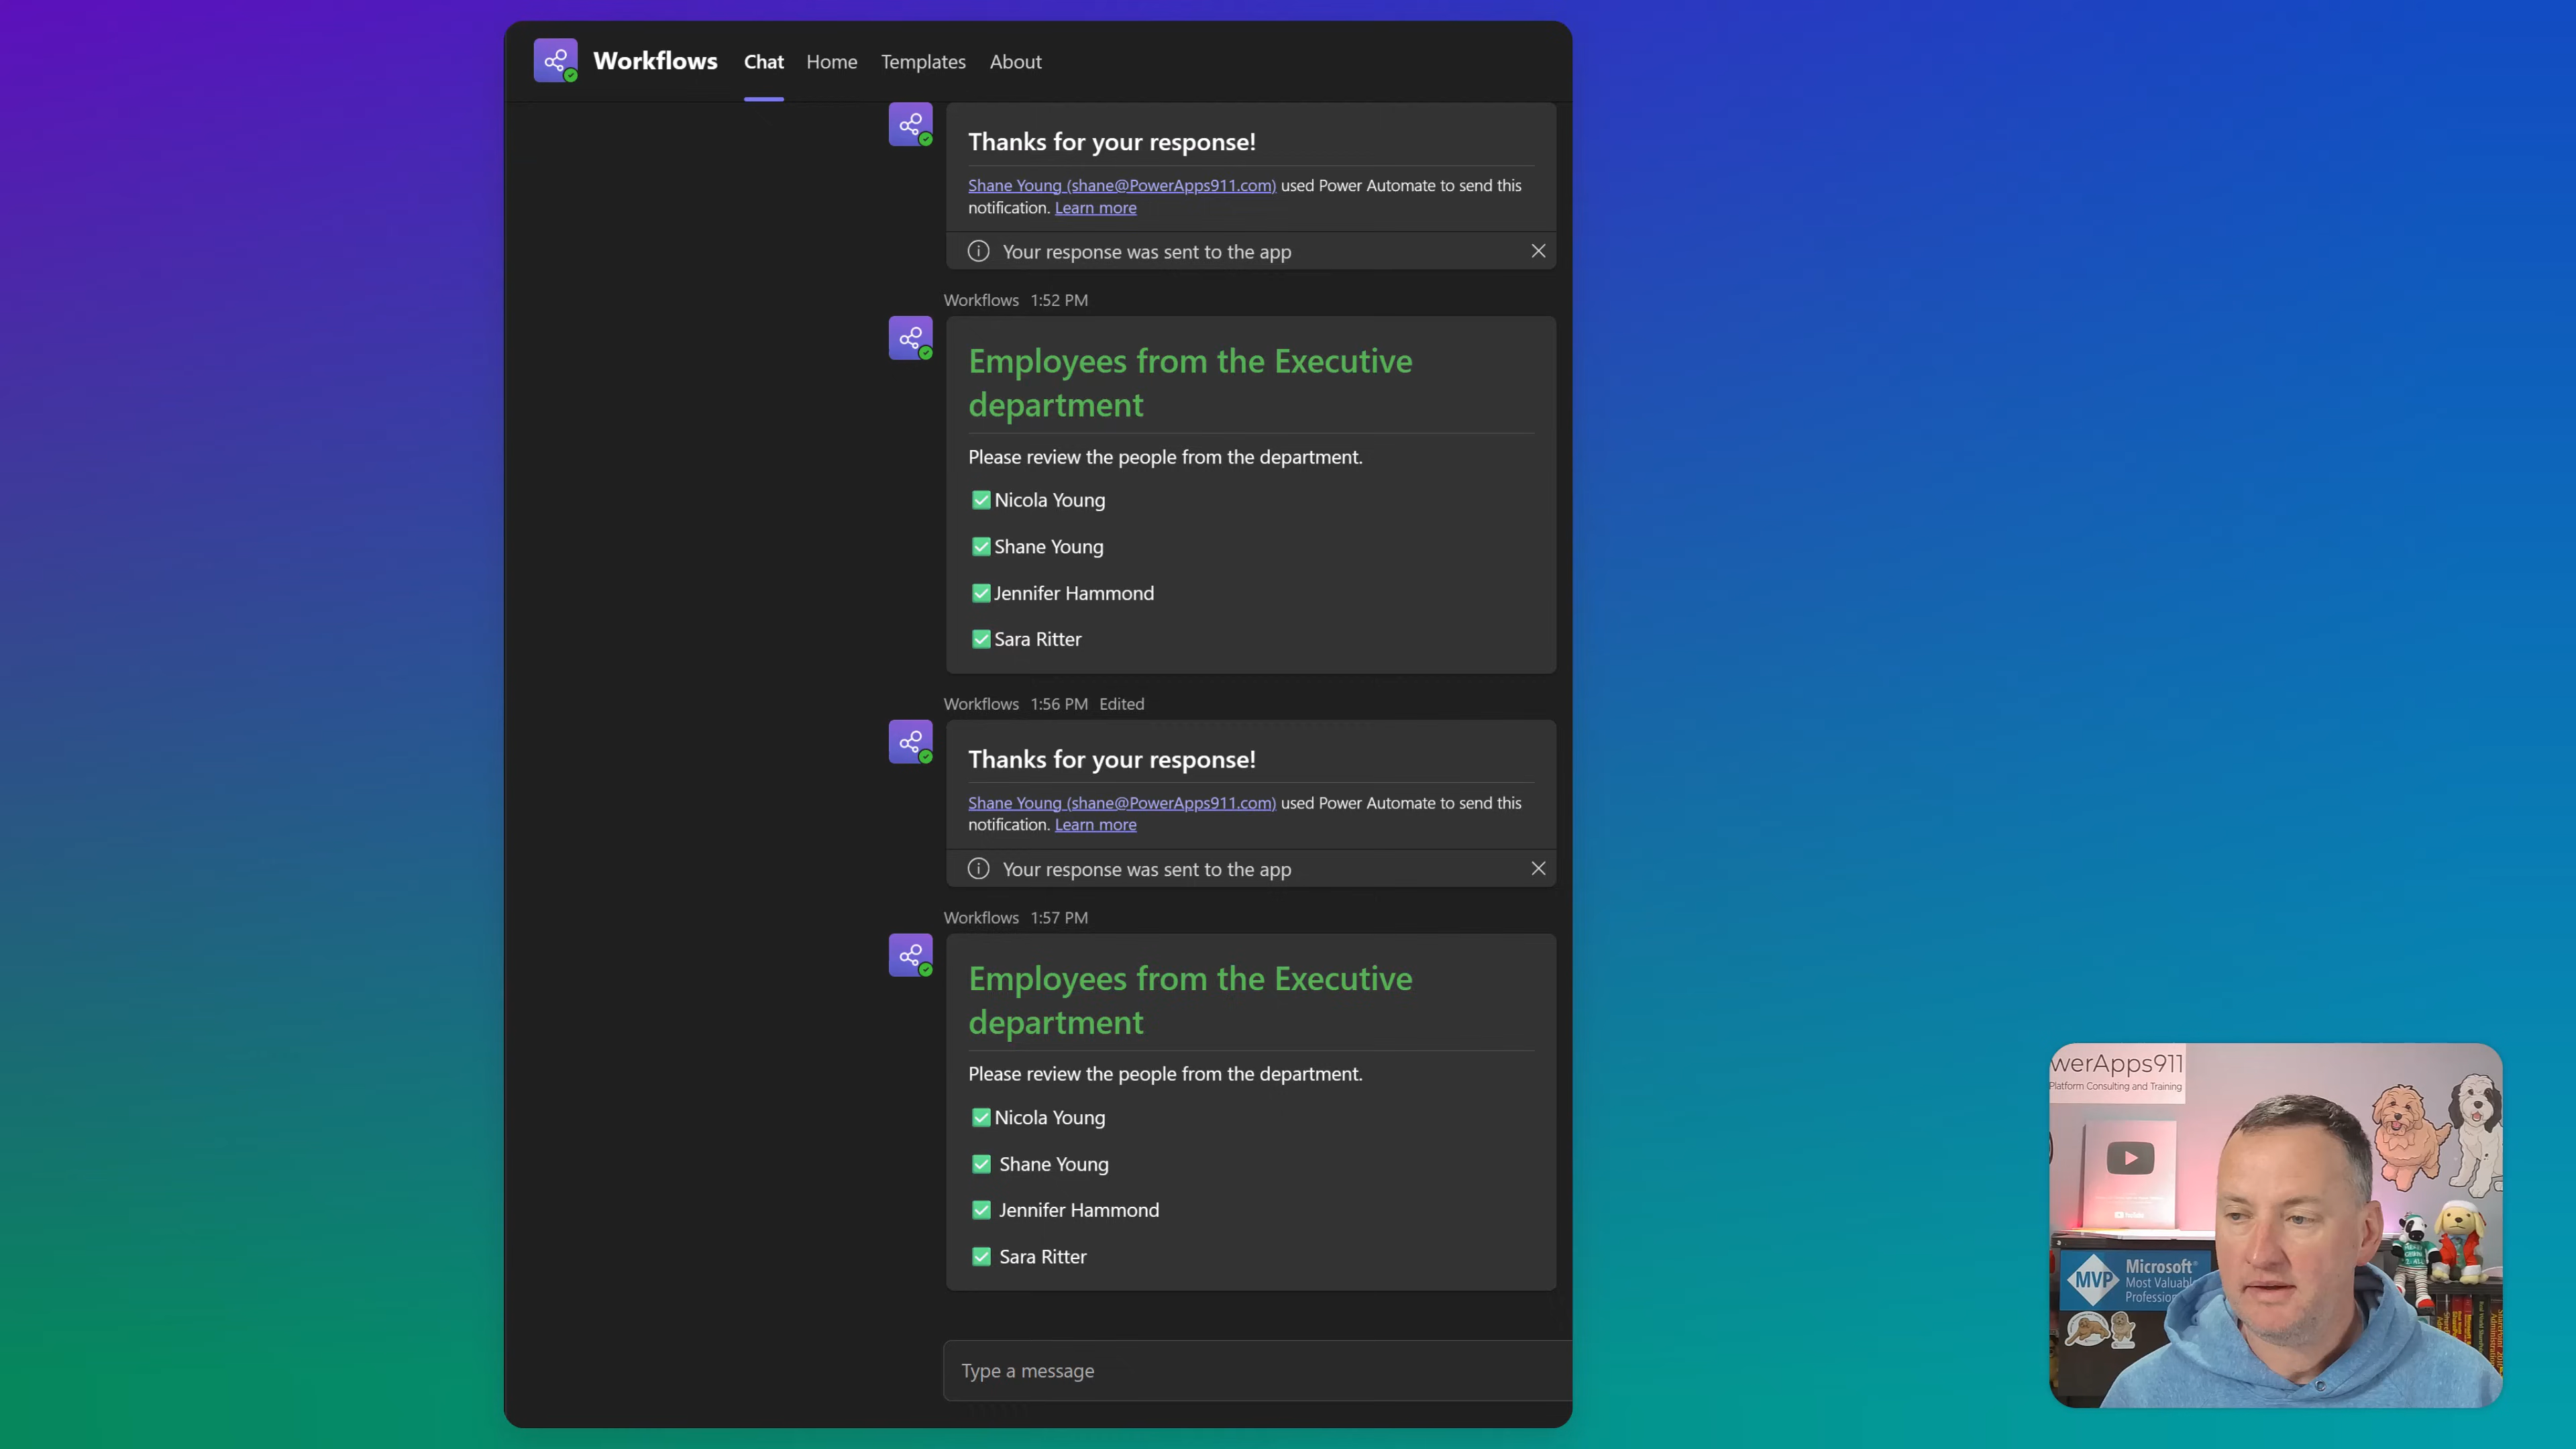 Workflows Chat Home Templates About
Thanks for your response!
Shane Young (shane@PowerApps911.com) used Power Automate to send this
notification. Learn more
Your response was sent to the app
Workflows 1:52 PM
Employees from the Executive
department
Please review the people from the department.
Nicola Young
Shane Young
Jennifer Hammond
Sara Ritter
Workflows 1:56 PM Edited
Thanks for your response!
Shane Young (shane@PowerApps911.com) used Power Automate to send this
notification. Learn more
Your response was sent to the app
Workflows 1:57 PM
Employees from the Executive
department
Please review the people from the department.
Nicola Young
Shane Young
Jennifer Hammond
Sara Ritter
Type a message
werApps911
Platform Consulting and Training
MVP
Microsoft
Most Valuable
Profession